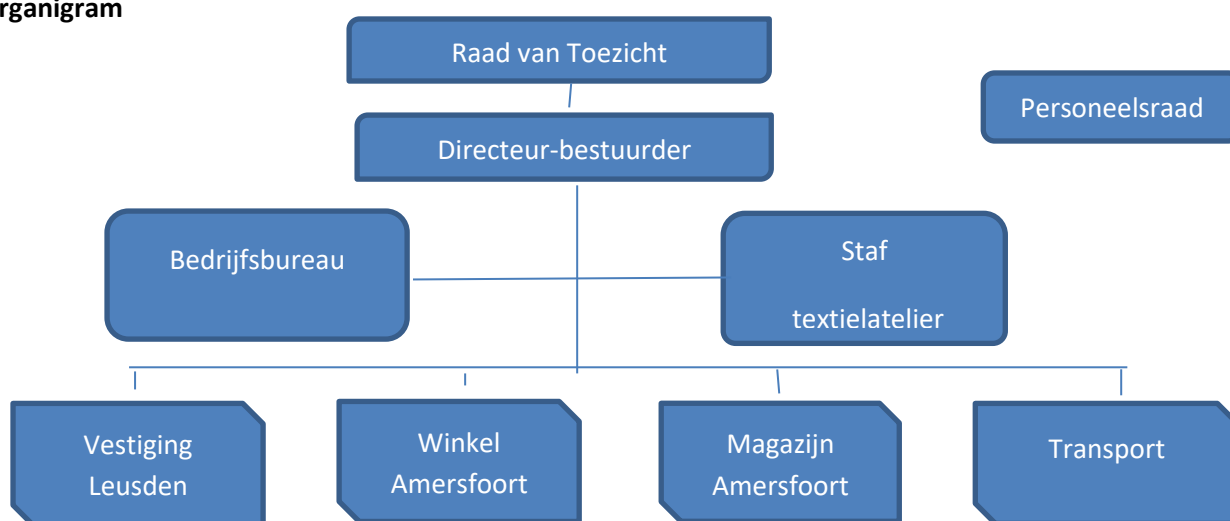 rganigram
Raad van Toezicht
Personeelsraad
Directeur-bestuurder
Bedrijfsbureau
Staf
textielatelier
Vestiging
Leusden
Winkel
Amersfoort
Magazijn
Amersfoort
Transport